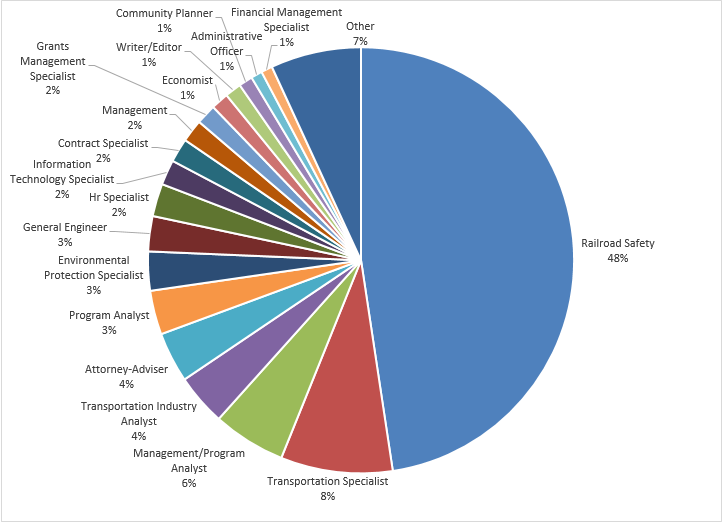 Community Planner
1%
Financial Management
Specialist
1%
Other
7%
Administrative
Officer
1%
Writer/Editor
1%
Grants
Management
Specialist
2%
Economist
1%
Management
2%
Contract Specialist
2%
Information
Technology Specialist
2%
Hr Specialist
2%
General Engineer
3%
Environmental
Protection Specialist
3%
Program Analyst
3%
Attorney-Adviser
4%
Transportation Industry
Analyst
4%
Management/Program
Analyst
6%
Transportation Specialist
8%
Railroad Safety
48%